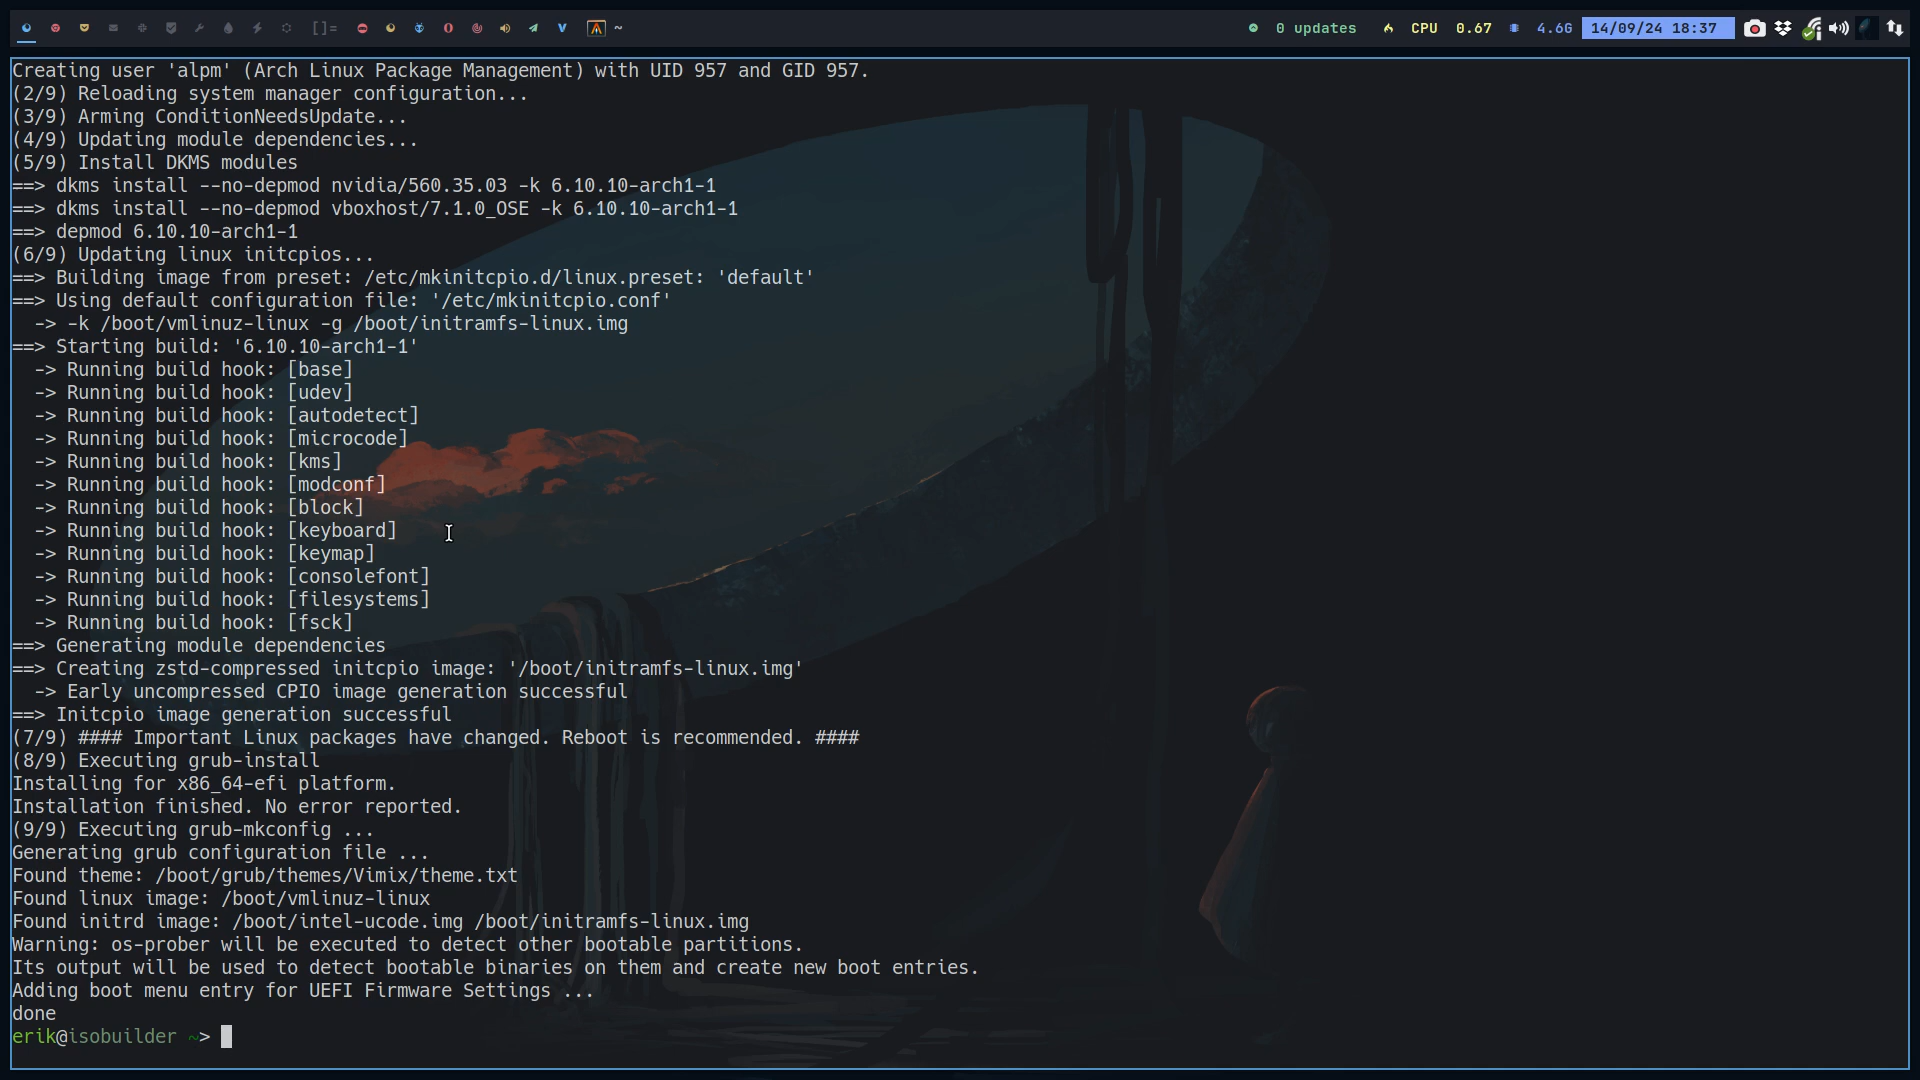 []= ~ 0 updates CPU 0.67 4.6G 14/09/24 18:37
Creating user 'alpm' (Arch Linux Package Management) with UID 957 and GID 957.
(2/9) Reloading system manager configuration...
(3/9) Arming ConditionNeedsUpdate...
(4/9) Updating module dependencies...
(5/9) Install DKMS modules
==> dkms install --no-depmod nvidia/560.35.03 -k 6.10.10-arch1-1
==> dkms install --no-depmod vboxhost/7.1.0_OSE -k 6.10.10-arch1-1
==> depmod 6.10.10-arch1-1
(6/9) Updating linux initcpios...
==> Building image from preset: /etc/mkinitcpio.d/linux.preset: 'default'
==> Using default configuration file: '/etc/mkinitcpio.conf'
  -> -k /boot/vmlinuz-linux -g /boot/initramfs-linux.img
==> Starting build: '6.10.10-arch1-1'
  -> Running build hook: [base]
  -> Running build hook: [udev]
  -> Running build hook: [autodetect]
  -> Running build hook: [microcode]
  -> Running build hook: [kms]
  -> Running build hook: [modconf]
  -> Running build hook: [block]
  -> Running build hook: [keyboard]
  -> Running build hook: [keymap]
  -> Running build hook: [consolefont]
  -> Running build hook: [filesystems]
  -> Running build hook: [fsck]
==> Generating module dependencies
==> Creating zstd-compressed initcpio image: '/boot/initramfs-linux.img'
  -> Early uncompressed CPIO image generation successful
==> Initcpio image generation successful
(7/9) #### Important Linux packages have changed. Reboot is recommended. ####
(8/9) Executing grub-install
Installing for x86_64-efi platform.
Installation finished. No error reported.
(9/9) Executing grub-mkconfig ...
Generating grub configuration file ...
Found theme: /boot/grub/themes/Vimix/theme.txt
Found linux image: /boot/vmlinuz-linux
Found initrd image: /boot/intel-ucode.img /boot/initramfs-linux.img
Warning: os-prober will be executed to detect other bootable partitions.
Its output will be used to detect bootable binaries on them and create new boot entries.
Adding boot menu entry for UEFI Firmware Settings ...
done
erik@isobuilder ~>